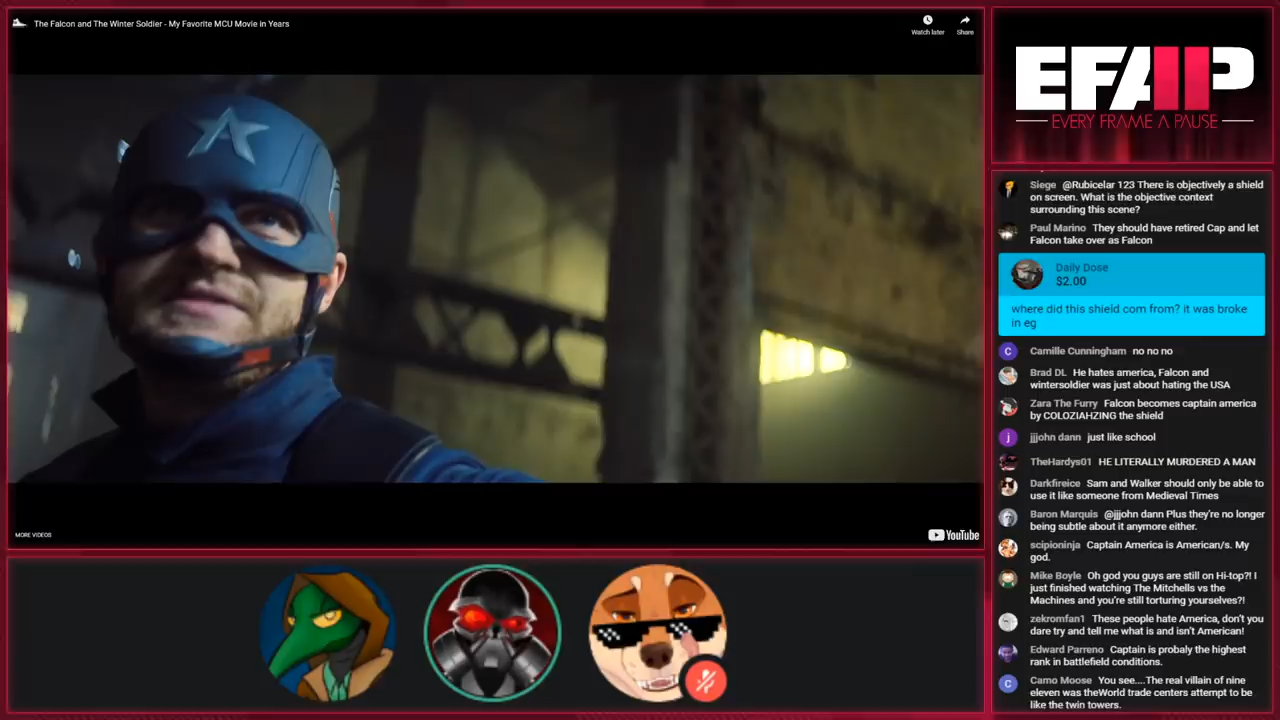 The Falcon and The Winter Soldier - My Favorite MCU Movie in Years
Watch later
Share
MORE VIDEOS
YouTube
EFAP
EVERY FRAME A PAUSE
Siege @Rubicelar 123 There is objectively a shield
on screen. What is the objective context
surrounding this scene?
Paul Marino They should have retired Cap and let
Falcon take over as Falcon
Daily Dose
$2.00
where did this shield com from? it was broke
in eg
C
Camille Cunningham no no no
Brad DL He hates america, Falcon and
wintersoldier was just about hating the USA
Zara The Furry Falcon becomes captain america
by COLOZIAHZING the shield
j
jjjohn dann just like school
TheHardys01 HE LITERALLY MURDERED A MAN
Darkfireice Sam and Walker should only be able to
use it like someone from Medieval Times
Baron Marquis @jjjohn dann Plus they're no longer
being subtle about it anymore either.
scipioninja Captain America is American/s. My
god.
Mike Boyle Oh god you guys are still on Hi-top?! I
just finished watching The Mitchells vs the
Machines and you're still torturing yourselves?!
zekromfan1 These people hate America, don't you
dare try and tell me what is and isn't American!
Edward Parreno Captain is probaly the highest
rank in battlefield conditions.
C
Camo Moose You see....The real villain of nine
eleven was theWorld trade centers attempt to be
like the twin towers.